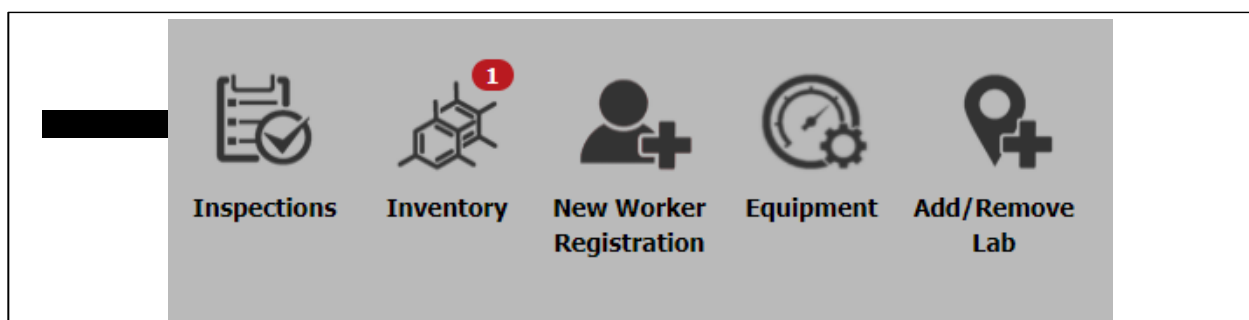 1
Inspections
Inventory
New Worker
Registration
Equipment
Add/Remove
Lab